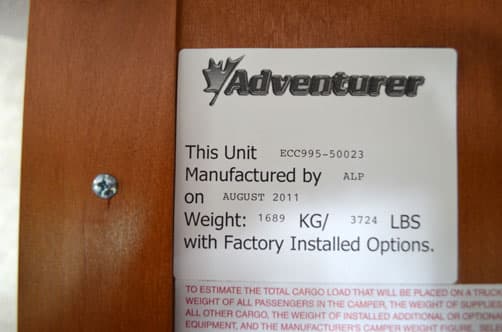 Adventurer
This Unit ECC995-50023
Manufactured by ALP
on AUGUST 2011
Weight: 1689 KG/ 3724 LBS
with Factory Installed Options.
TO ESTIMATE THE TOTAL CARGO LOAD THAT WILL BE PLACED ON A TRUCK
WEIGHT OF ALL PASSENGERS IN THE CAMPER, THE WEIGHT OF SUPPLIES
ALL OTHER CARGO, THE WEIGHT OF INSTALLED ADDITIONAL OR OPTION
EQUIPMENT, AND THE MANUFACTURER'S CAMPER WEIGHT FIGURE.